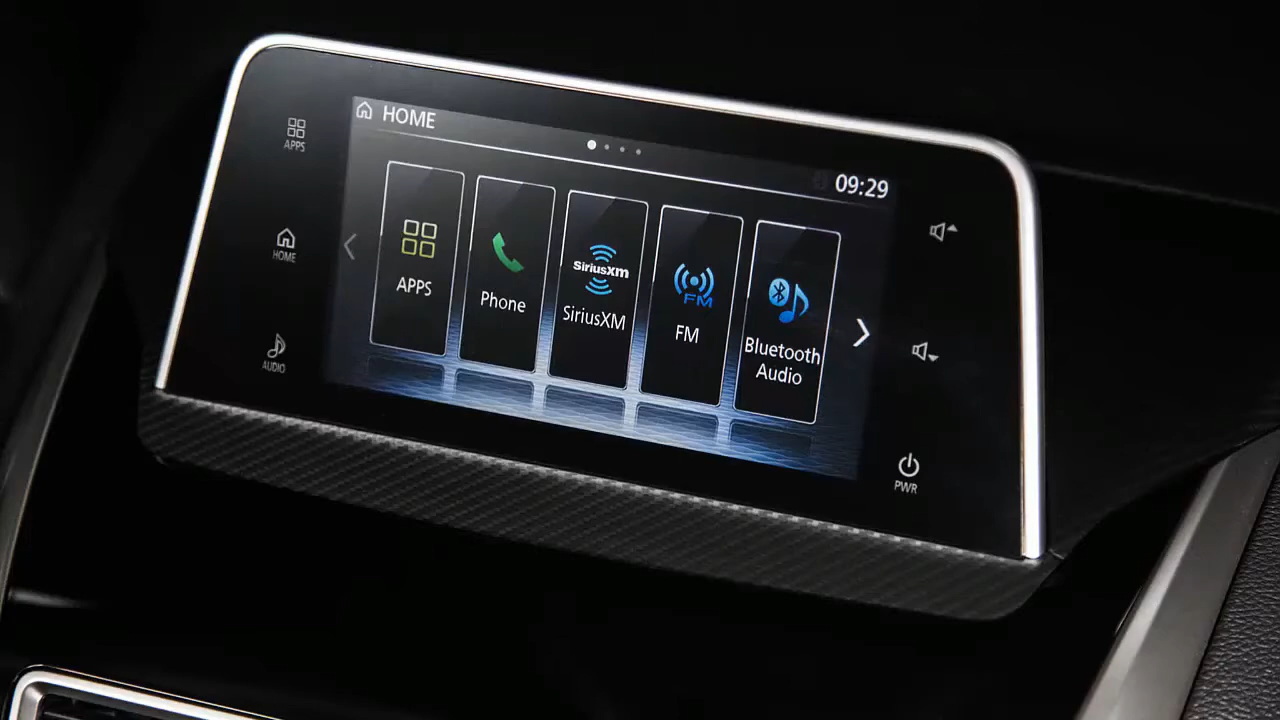 HOME
09:29
APPS
HOME
AUDIO
APPS
Phone
SiriusXM
SiriusXM
FM
FM
Bluetooth
Audio
PWR